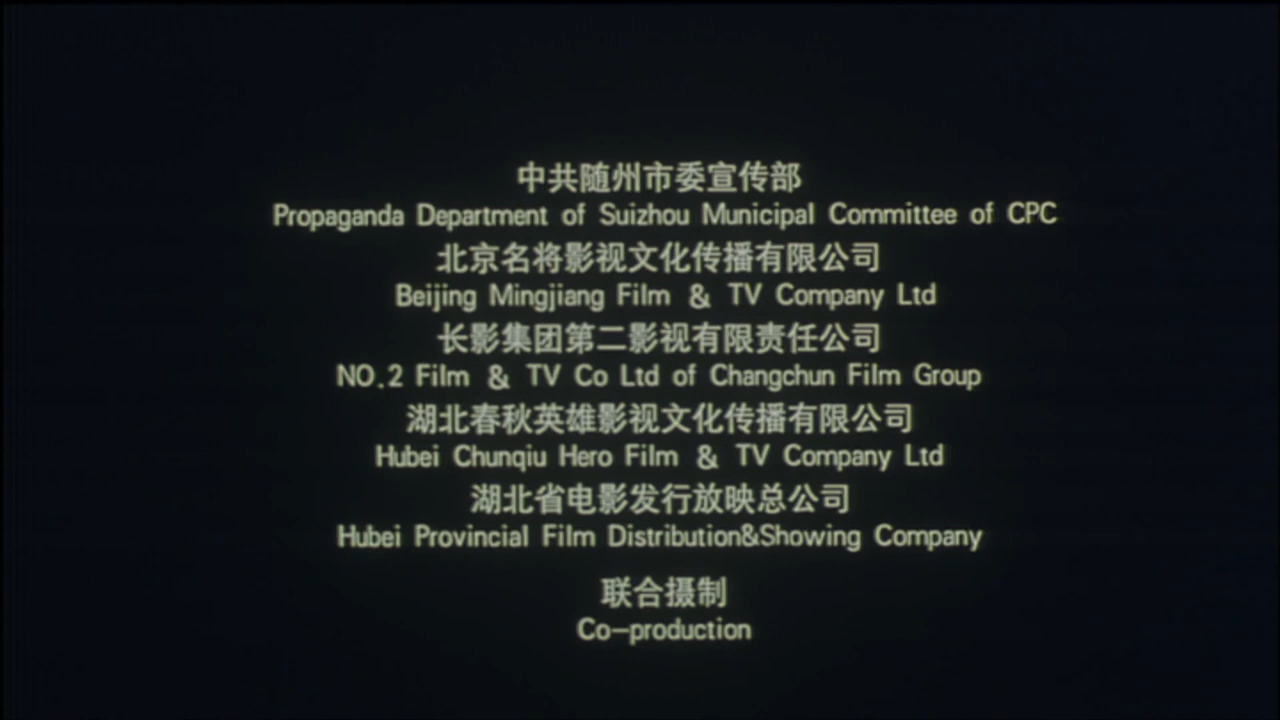 中共随州市委宣传部
Propaganda Department of Suizhou Municipal Committee of CPC
北京名将影视文化传播有限公司
Beijing Mingjiang Film & TV Company Ltd
长影集团第二影视有限责任公司
NO.2 Film & TV Co Ltd of Changchun Film Group
湖北春秋英雄影视文化传播有限公司
Hubei Chunqiu Hero Film & TV Company Ltd
湖北省电影发行放映总公司
Hubei Provincial Film Distribution&Showing Company
联合摄制
Co-production